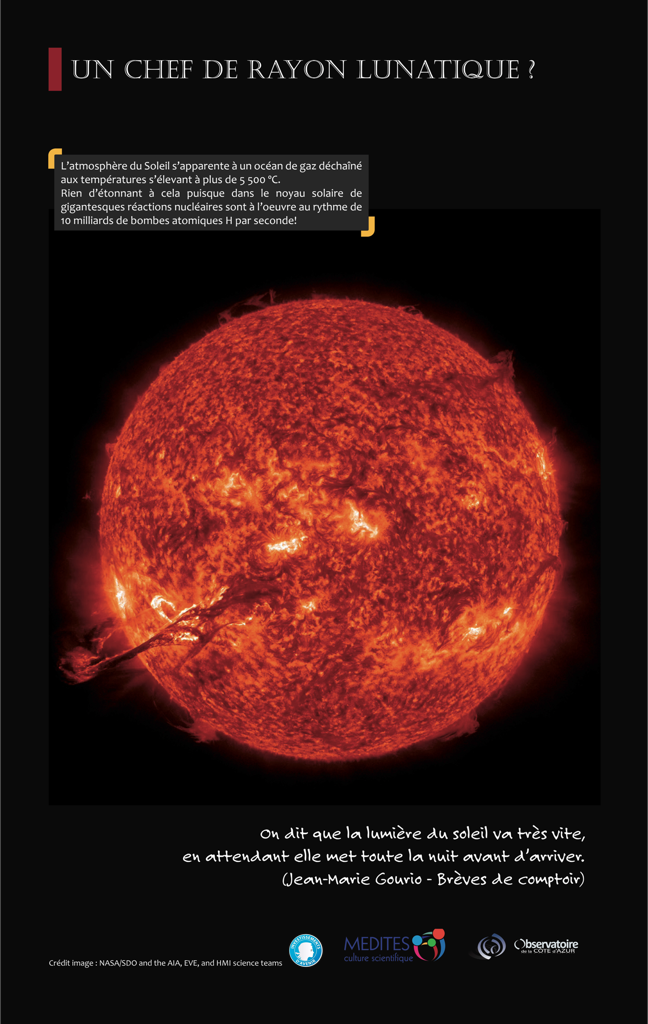 UN CHEF DE RAYON LUNATIQUE ?
L’atmosphère du Soleil s’apparente à un océan de gaz déchaîné
aux températures s’élevant à plus de 5 500 °C.
Rien d’étonnant à cela puisque dans le noyau solaire de
gigantesques réactions nucléaires sont à l’oeuvre au rythme de
10 milliards de bombes atomiques H par seconde!
On dit que la lumière du soleil va très vite,
en attendant elle met toute la nuit avant d’arriver.
(Jean-Marie Gourio - Brèves de comptoir)
Crédit image : NASA/SDO and the AIA, EVE, and HMI science teams
INVESTISSEMENTS
D'AVENIR
MEDITES
culture scientifique
Observatoire
de la CÔTE d'AZUR